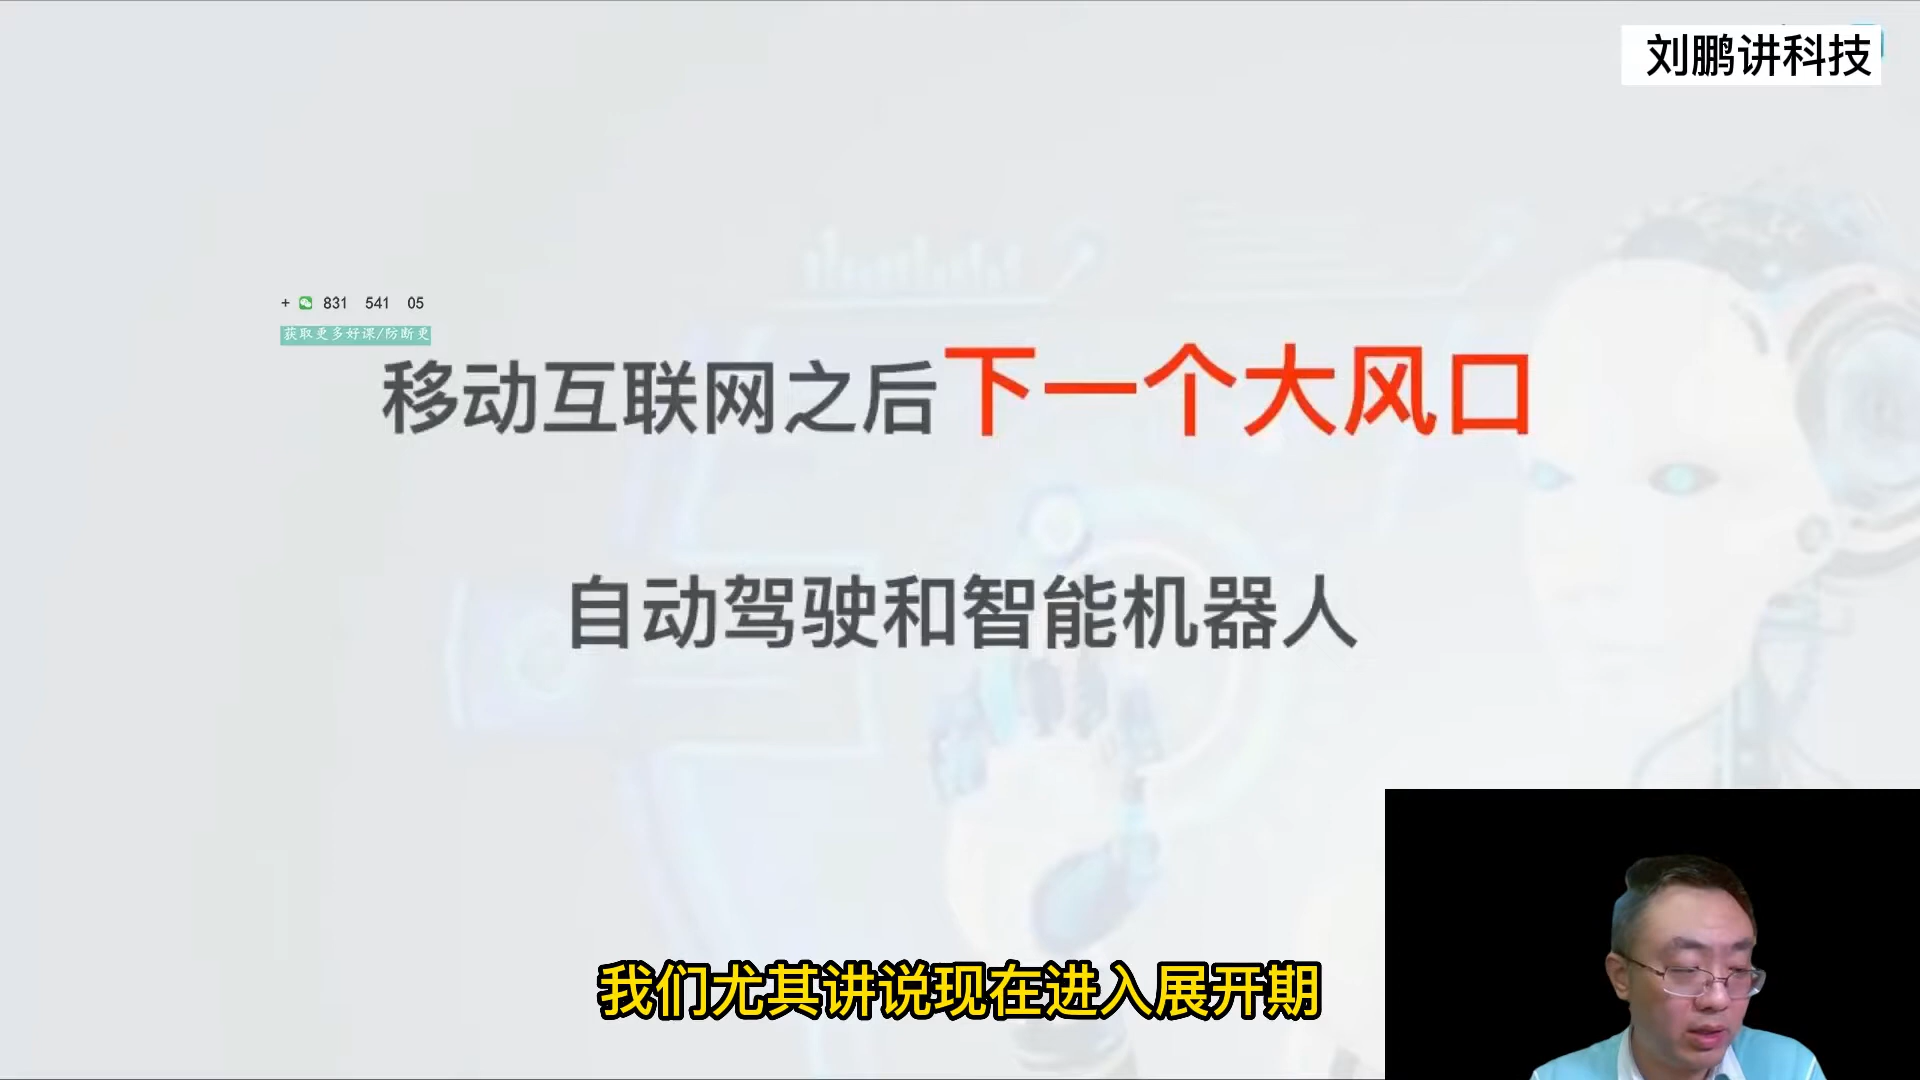 刘鹏讲科技
+ 831 541 05
获取更多好课/防断更
移动互联网之后下一个大风口
自动驾驶和智能机器人
我们尤其讲说现在进入展开期